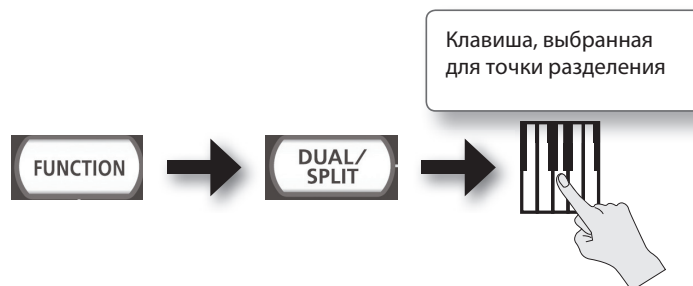 Клавиша, выбранная
для точки разделения
FUNCTION
DUAL/
SPLIT